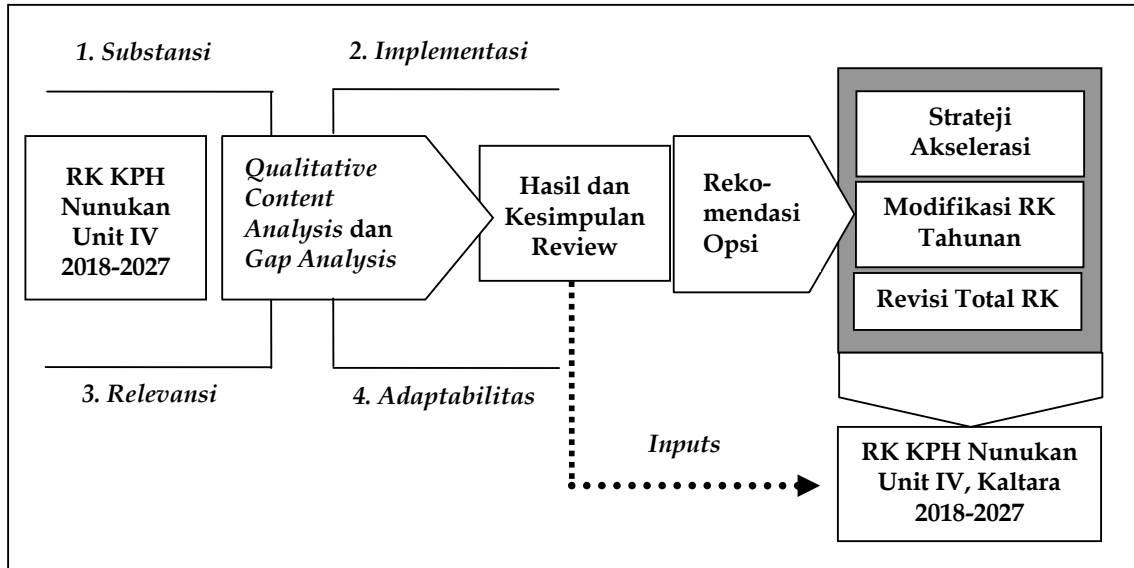 1. Substansi
2. Implementasi
RK KPH
Nunukan
Unit IV
2018-2027
Qualitative
Content
Analysis dan
Gap Analysis
Hasil dan
Kesimpulan
Review
Reko-
mendasi
Opsi
Strateji
Akselerasi
Modifikasi RK
Tahunan
Revisi Total RK
3. Relevansi
4. Adaptabilitas
Inputs
RK KPH Nunukan
Unit IV, Kaltara
2018-2027